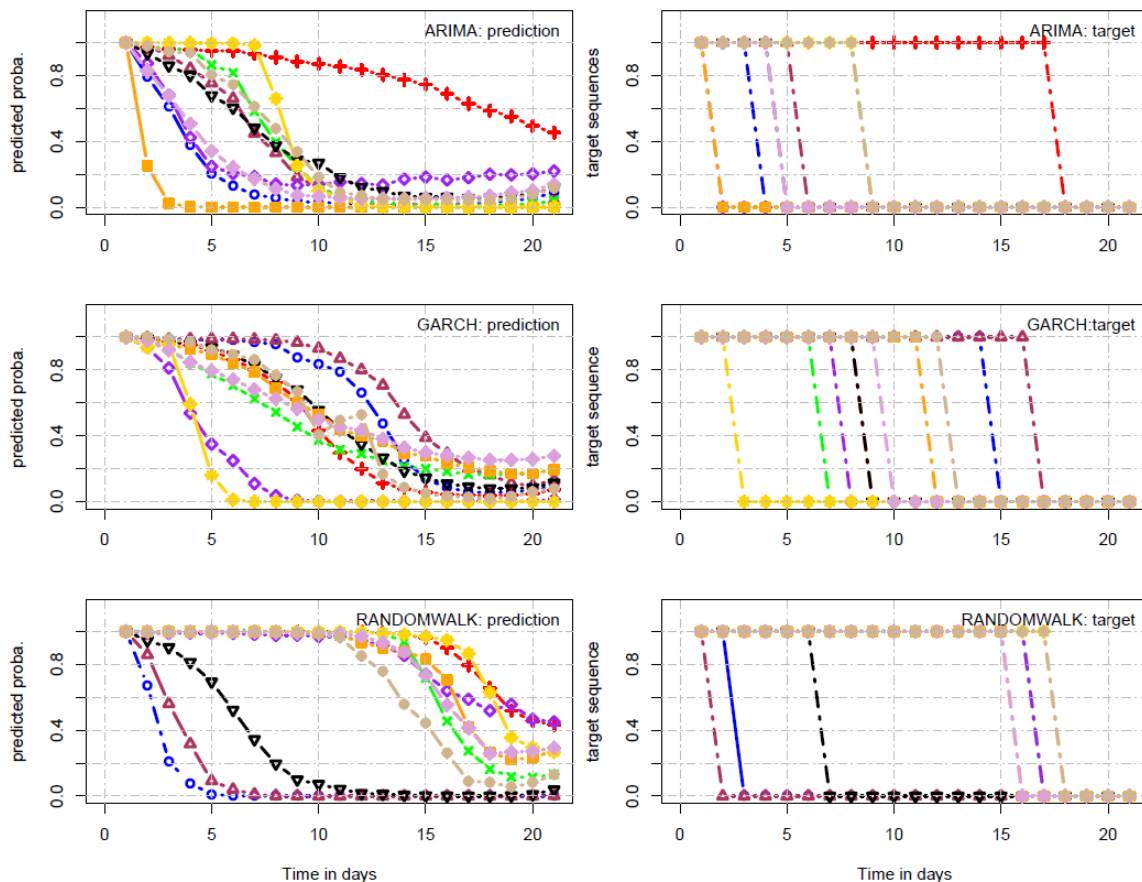 ARIMA: prediction
predicted proba.
0.0 0.4 0.8
0 5 10 15 20
ARIMA: target
target sequences
0.0 0.4 0.8
0 5 10 15 20
GARCH: prediction
predicted proba.
0.0 0.4 0.8
0 5 10 15 20
GARCH:target
target sequence
0.0 0.4 0.8
0 5 10 15 20
RANDOMWALK: prediction
predicted proba.
0.0 0.4 0.8
0 5 10 15 20
Time in days
RANDOMWALK: target
target sequence
0.0 0.4 0.8
0 5 10 15 20
Time in days